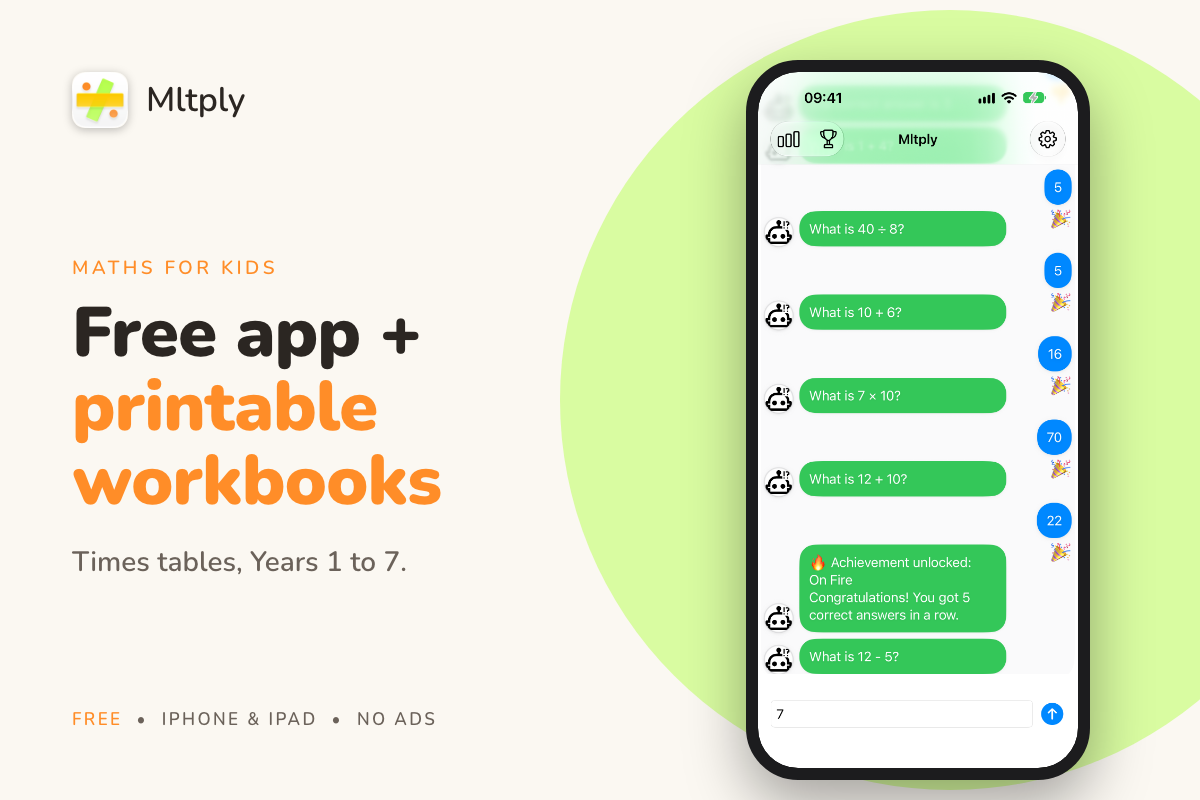 Mltply
MATHS FOR KIDS
Free app +
printable
workbooks
Times tables, Years 1 to 7.
FREE • IPHONE & IPAD • NO ADS
09:41
Mltply
5
What is 40 ÷ 8?
5
What is 10 + 6?
16
What is 7 × 10?
70
What is 12 + 10?
22
🔥 Achievement unlocked:
On Fire
Congratulations! You got 5
correct answers in a row.
What is 12 - 5?
7